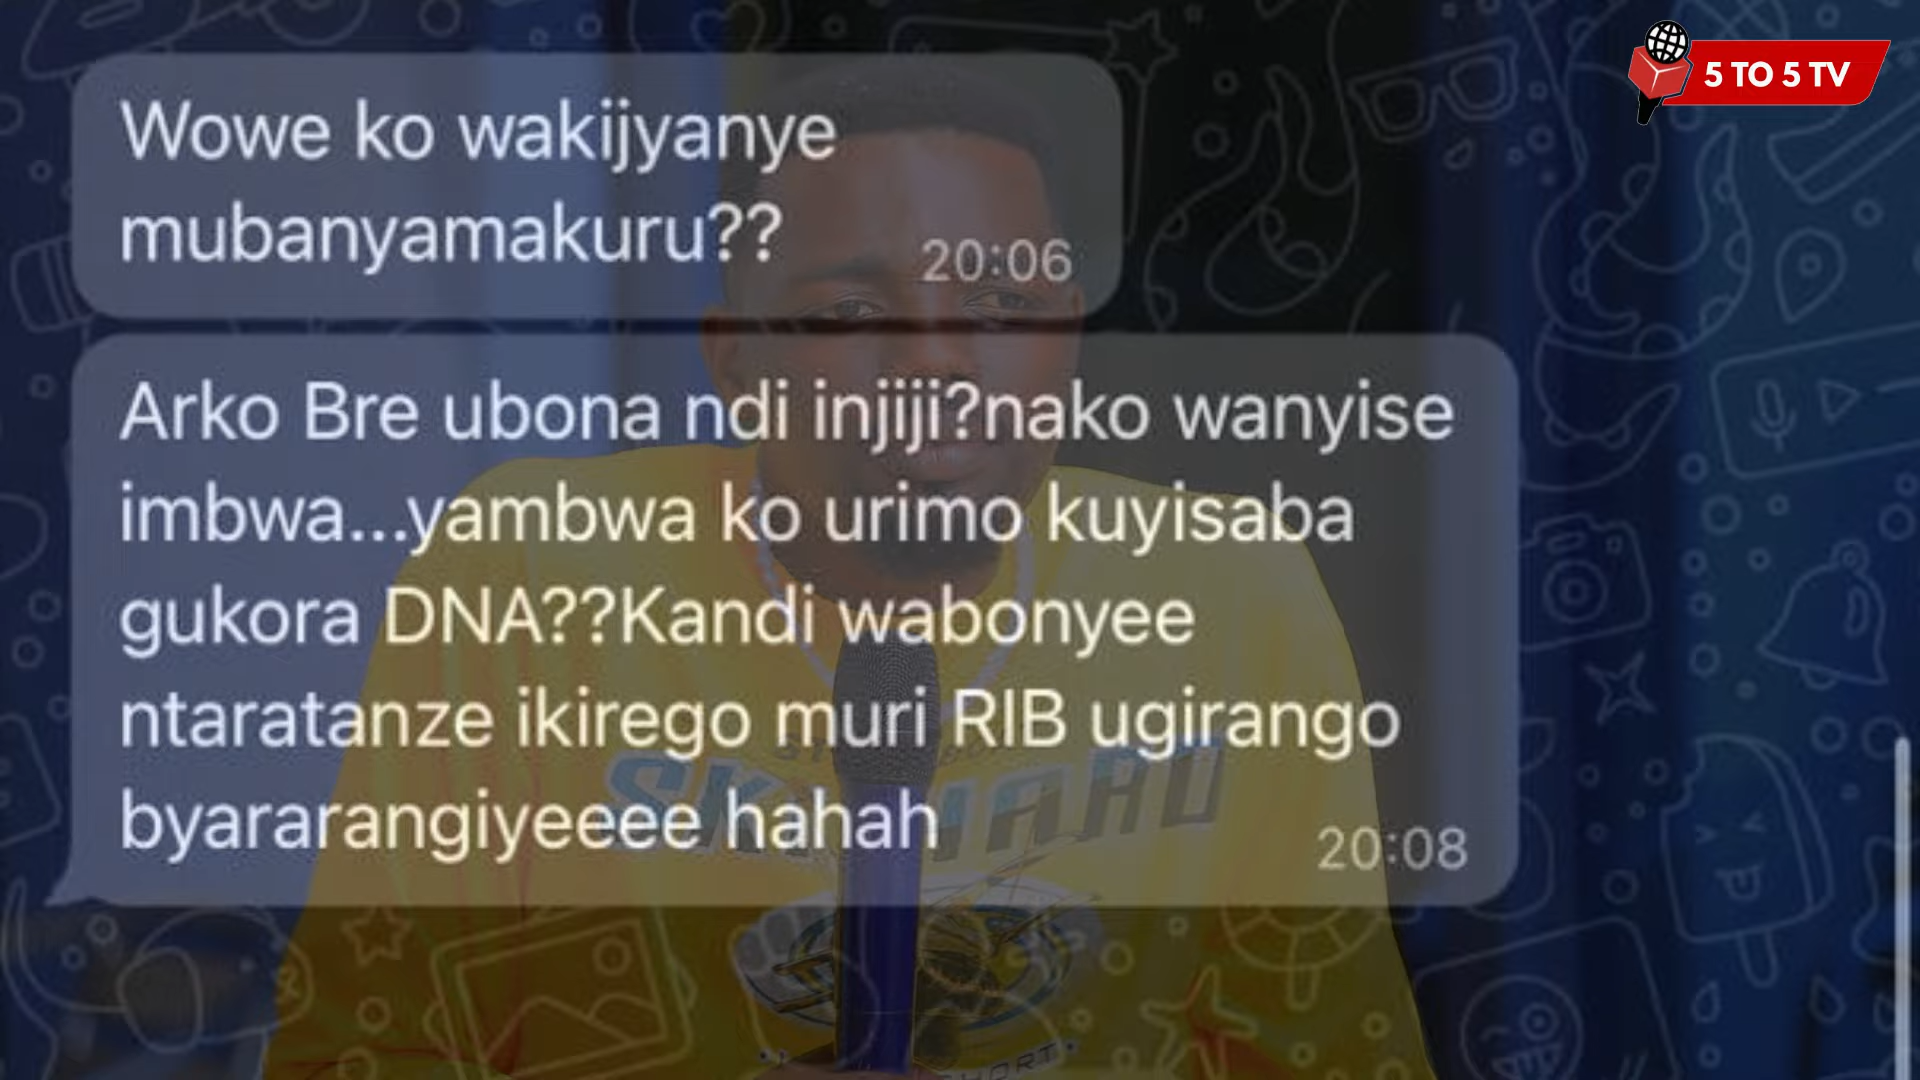 5 TO 5 TV
Wowe ko wakijyanye
mubanyamakuru??
20:06
Arko Bre ubona ndi injiji?nako wanyise
imbwa...yambwa ko urimo kuyisaba
gukora DNA??Kandi wabonyee
ntaratanze ikirego muri RIB ugirango
byararangiyeeee hahah
20:08